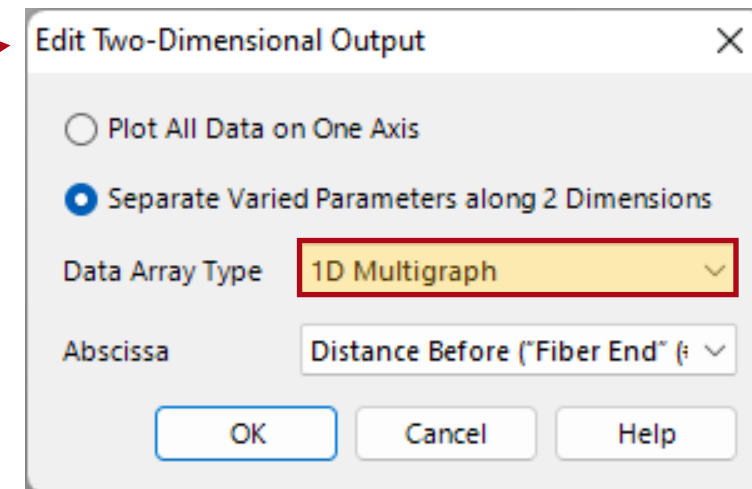 Edit Two-Dimensional Output
Plot All Data on One Axis
Separate Varied Parameters along 2 Dimensions
Data Array Type 1D Multigraph
Abscissa Distance Before ("Fiber End" (
OK Cancel Help